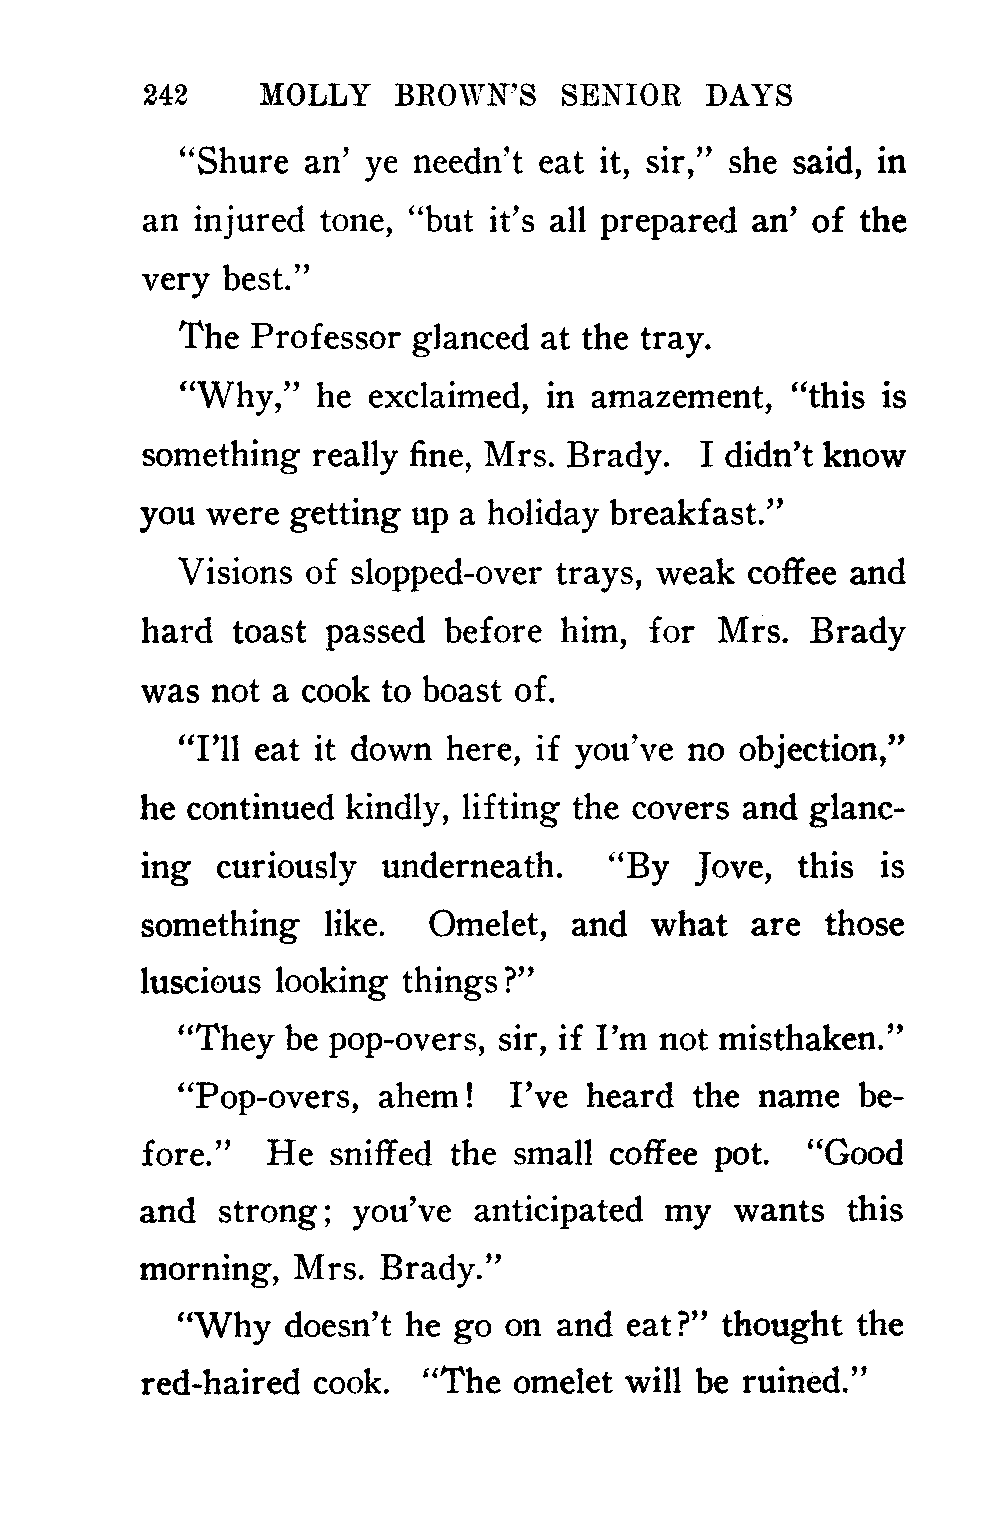 242 MOLLY BROWN'S SENIOR DAYS
“Shure an’ ye needn’t eat it, sir,” she said, in
an injured tone, “but it’s all prepared an’ of the
very best.”
The Professor glanced at the tray.
“Why,” he exclaimed, in amazement, “this is
something really fine, Mrs. Brady. I didn’t know
you were getting up a holiday breakfast.”
Visions of slopped-over trays, weak coffee and
hard toast passed before him, for Mrs. Brady
was not a cook to boast of.
“I’ll eat it down here, if you’ve no objection,”
he continued kindly, lifting the covers and glanc-
ing curiously underneath. “By Jove, this is
something like. Omelet, and what are those
luscious looking things?”
“They be pop-overs, sir, if I’m not misthaken.”
“Pop-overs, ahem! I’ve heard the name be-
fore.” He sniffed the small coffee pot. “Good
and strong; you’ve anticipated my wants this
morning, Mrs. Brady.”
“Why doesn’t he go on and eat?” thought the
red-haired cook. “The omelet will be ruined.”